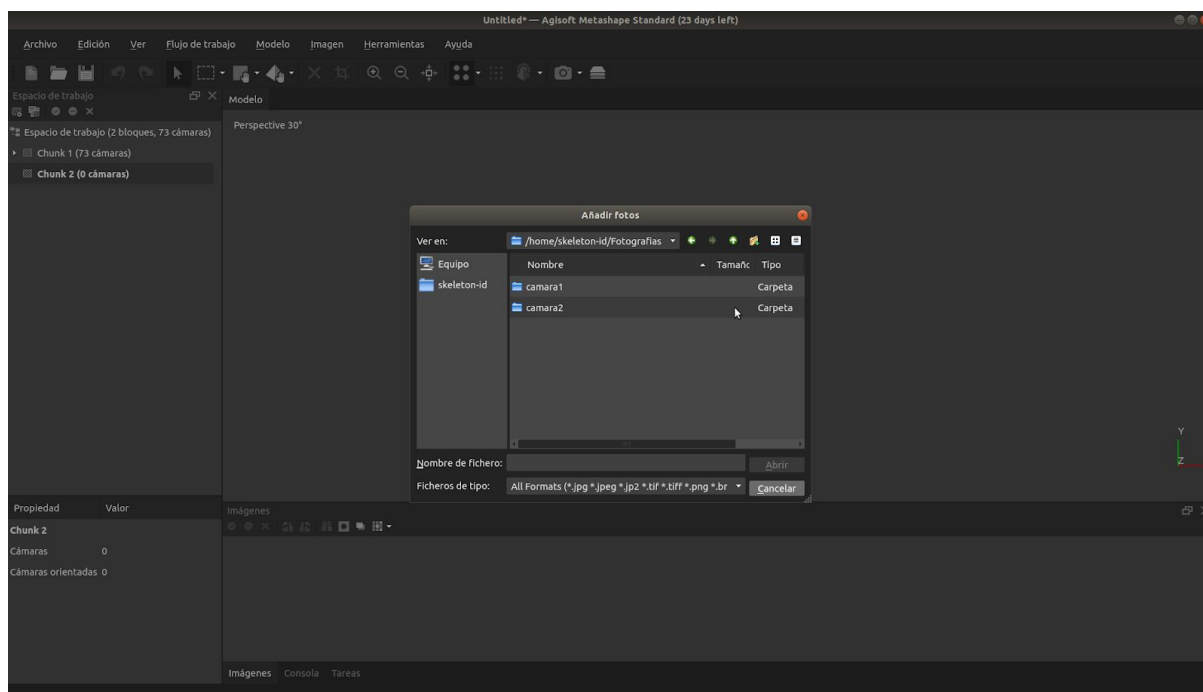 Untitled* — Agisoft Metashape Standard (23 days left)
Archivo Edición Ver Flujo de trabajo Modelo Imagen Herramientas Ayuda
Espacio de trabajo
Modelo
Espacio de trabajo (2 bloques, 73 cámaras)
Chunk 1 (73 cámaras)
Chunk 2 (0 cámaras)
Perspective 30°
Añadir fotos
Ver en: /home/skeleton-id/Fotografias
Equipo
skeleton-id
Nombre Tamañc Tipo
camara1 Carpeta
camara2 Carpeta
Nombre de fichero: Abrir
Ficheros de tipo: All Formats (*.jpg *.jpeg *.jp2 *.tif *.tiff *.png *.br Cancelar
Y
Z
Propiedad Valor
Chunk 2
Cámaras 0
Cámaras orientadas 0
Imágenes
Imágenes Consola Tareas